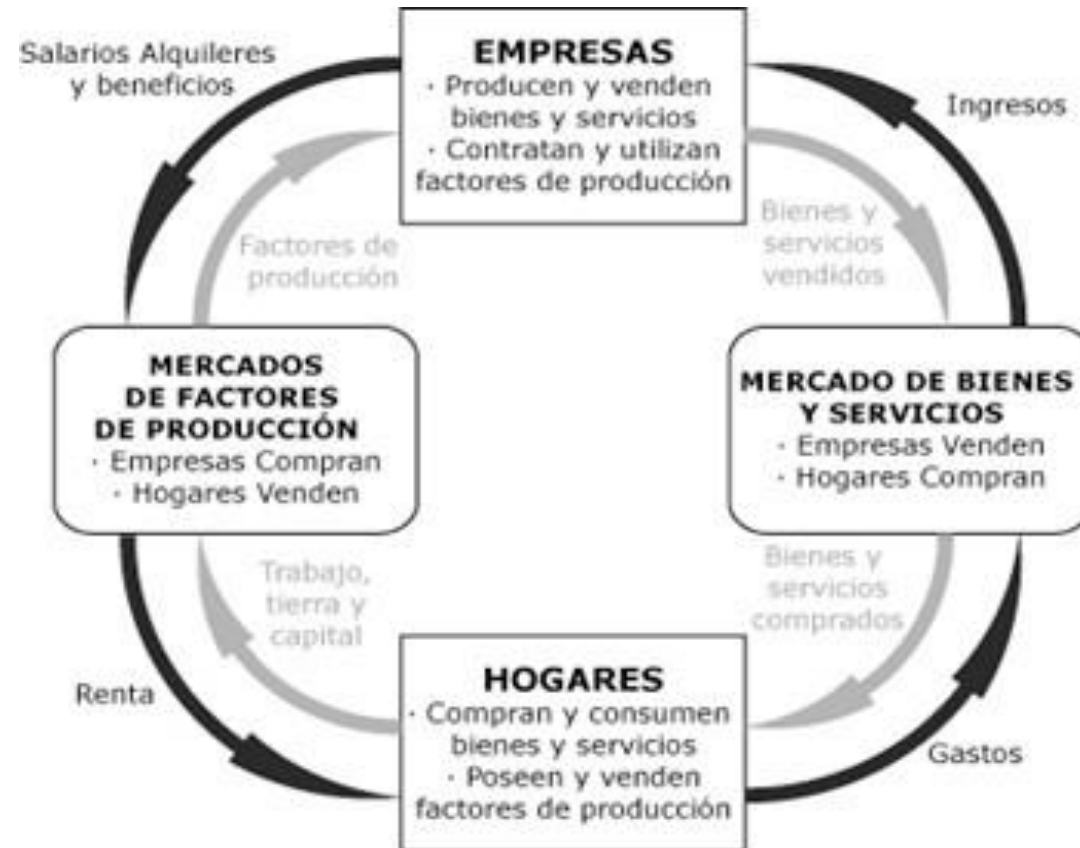 Salarios Alquileres
y beneficios
EMPRESAS
· Producen y venden
bienes y servicios
· Contratan y utilizan
factores de producción
Ingresos
Factores de
producción
Bienes y
servicios
vendidos
MERCADOS
DE FACTORES
DE PRODUCCIÓN
· Empresas Compran
· Hogares Venden
MERCADO DE BIENES
Y SERVICIOS
· Empresas Venden
· Hogares Compran
Trabajo,
tierra y
capital
Bienes y
servicios
comprados
Renta
HOGARES
· Compran y consumen
bienes y servicios
· Poseen y venden
factores de producción
Gastos